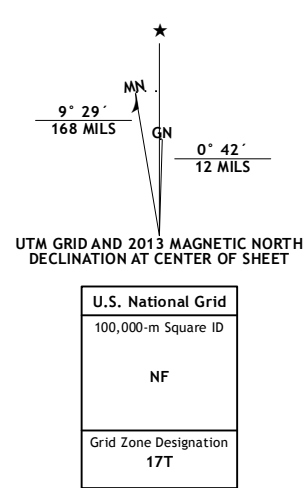 ★
MN
9° 29´
168 MILS
GN
0° 42´
12 MILS
UTM GRID AND 2013 MAGNETIC NORTH
DECLINATION AT CENTER OF SHEET
U.S. National Grid
100,000-m Square ID
NF
Grid Zone Designation
17T